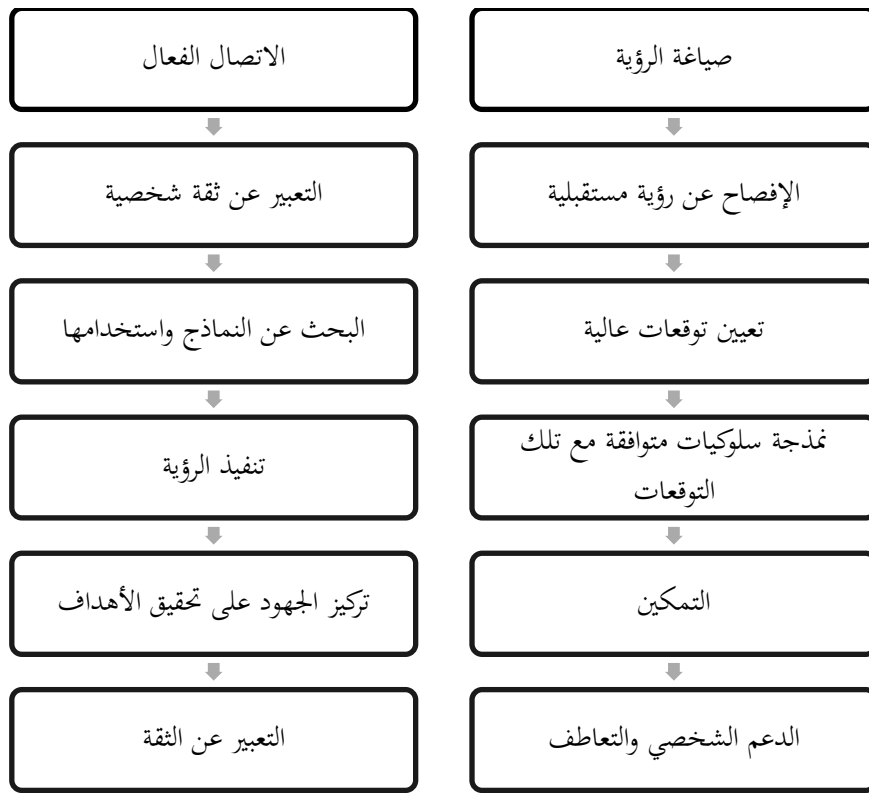 صياغة الرؤية
الإفصاح عن رؤية مستقبلية
تعيين توقعات عالية
نمذجة سلوكيات متوافقة مع تلك
التوقعات
التمكين
الدعم الشخصي والتعاطف
الاتصال الفعال
التعبير عن ثقة شخصية
البحث عن النماذج واستخدامها
تنفيذ الرؤية
تركيز الجهود على تحقيق الأهداف
التعبير عن الثقة